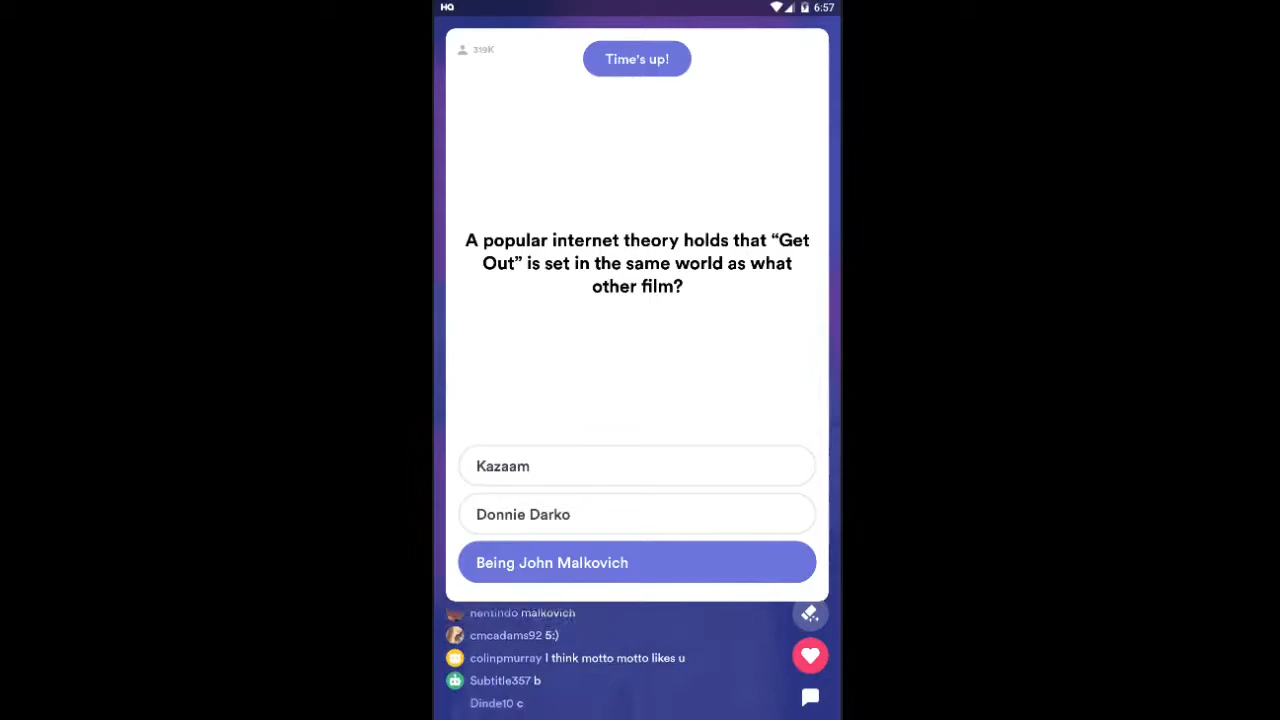 HQ
6:57
319K
Time's up!
A popular internet theory holds that “Get
Out” is set in the same world as what
other film?
Kazaam
Donnie Darko
Being John Malkovich
nentindo malkovich
cmcadams92 5:)
colinpmurray I think motto motto likes u
Subtitle357 b
Dinde10 c